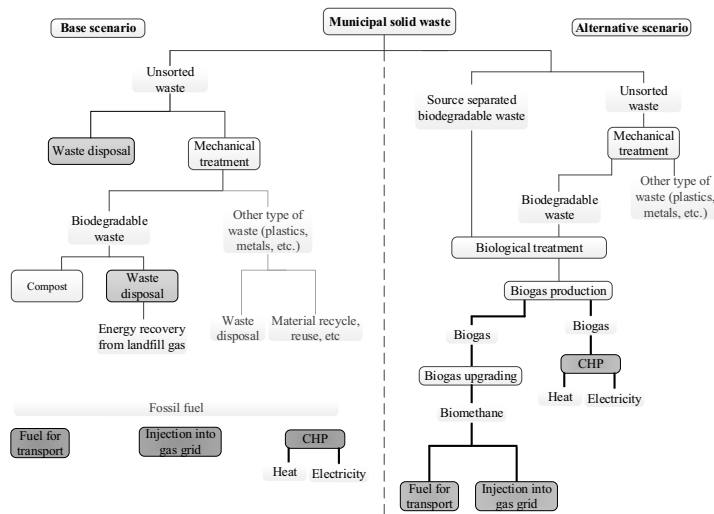 Municipal solid waste
Base scenario
Unsorted
waste
Waste disposal
Mechanical
treatment
Biodegradable
waste
Other type of
waste (plastics,
metals, etc.)
Compost
Waste
disposal
Energy recovery
from landfill gas
Waste
disposal
Material recycle,
reuse, etc
Fossil fuel
Fuel for
transport
Injection into
gas grid
CHP
Heat
Electricity
Alternative scenario
Source separated
biodegradable waste
Unsorted
waste
Mechanical
treatment
Biodegradable
waste
Other type of
waste (plastics,
metals, etc.)
Biological treatment
Biogas production
Biogas
Biogas
Biogas upgrading
CHP
Heat
Electricity
Biomethane
Fuel for
transport
Injection into
gas grid